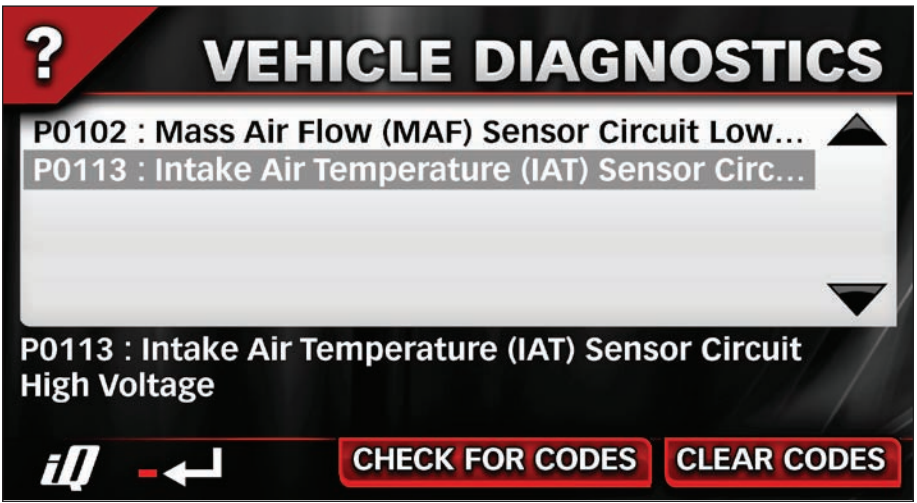 ?
VEHICLE DIAGNOSTICS
P0102 : Mass Air Flow (MAF) Sensor Circuit Low...
P0113 : Intake Air Temperature (IAT) Sensor Circ...
P0113 : Intake Air Temperature (IAT) Sensor Circuit
High Voltage
iQ CHECK FOR CODES CLEAR CODES